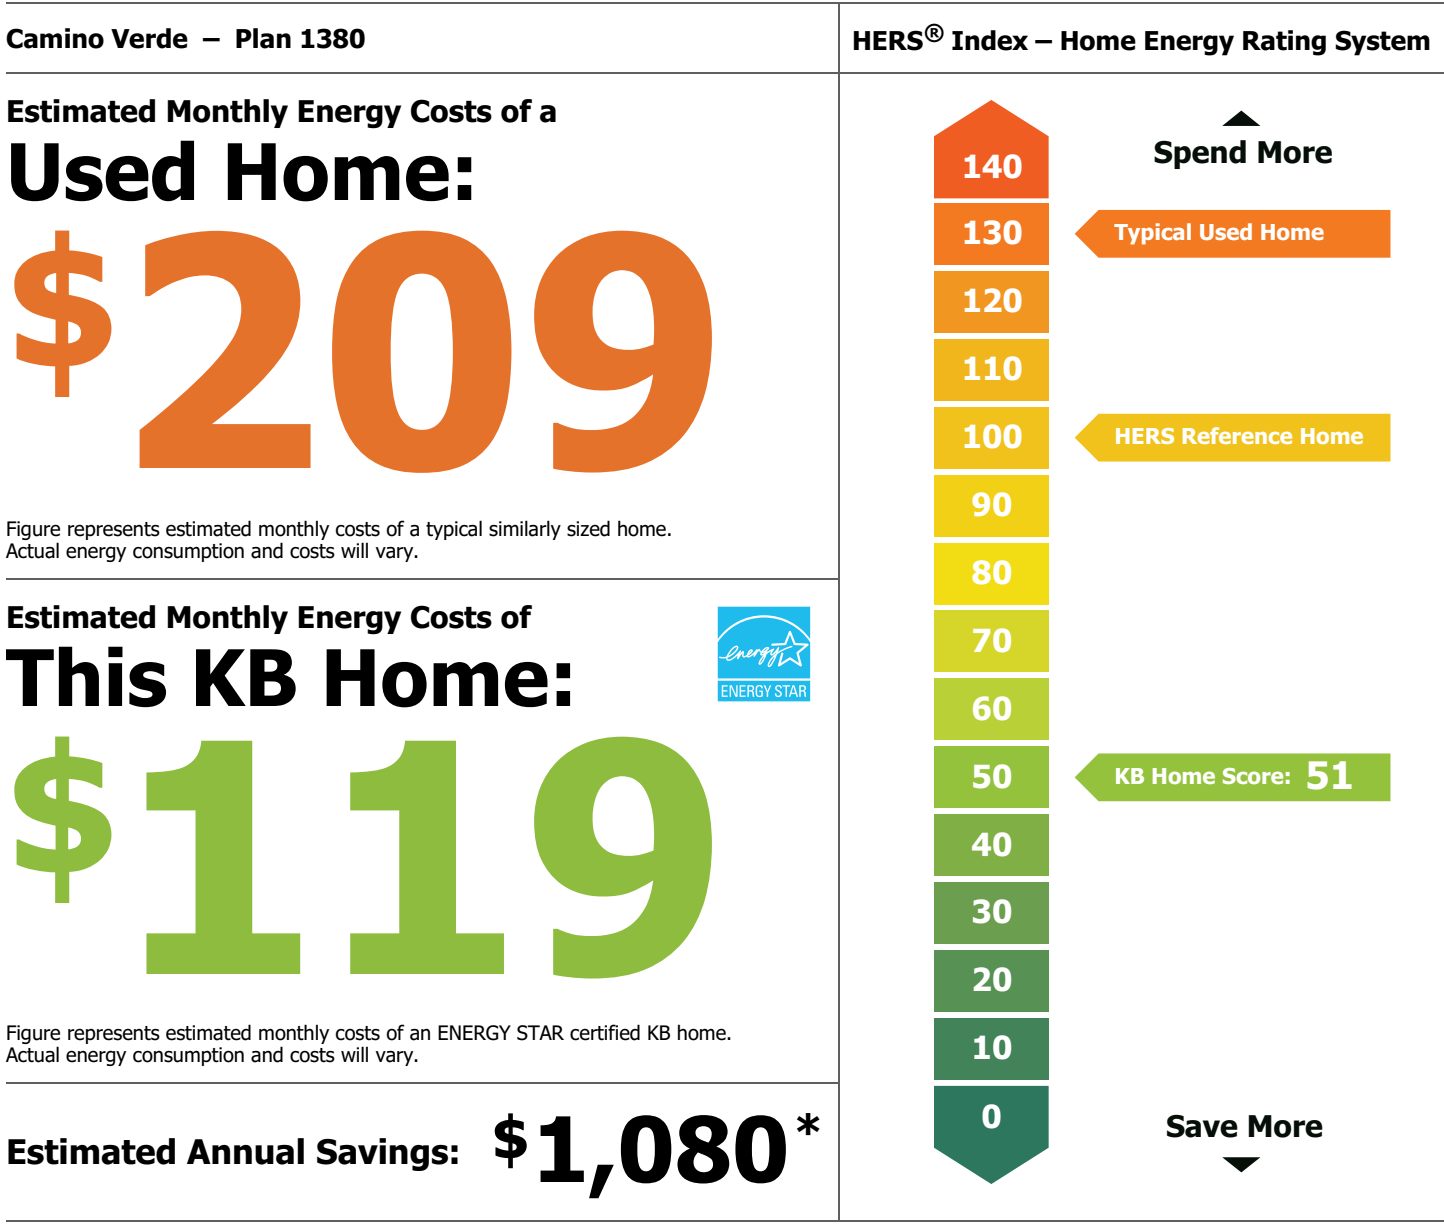 Camino Verde – Plan 1380
Estimated Monthly Energy Costs of a
Used Home:
$209
Figure represents estimated monthly costs of a typical similarly sized home.
Actual energy consumption and costs will vary.
Estimated Monthly Energy Costs of
This KB Home:
energy
ENERGY STAR
$119
Figure represents estimated monthly costs of an ENERGY STAR certified KB home.
Actual energy consumption and costs will vary.
Estimated Annual Savings: $1,080*
HERS® Index – Home Energy Rating System
Spend More
140
130 Typical Used Home
120
110
100 HERS Reference Home
90
80
70
60
50 KB Home Score: 51
40
30
20
10
0
Save More